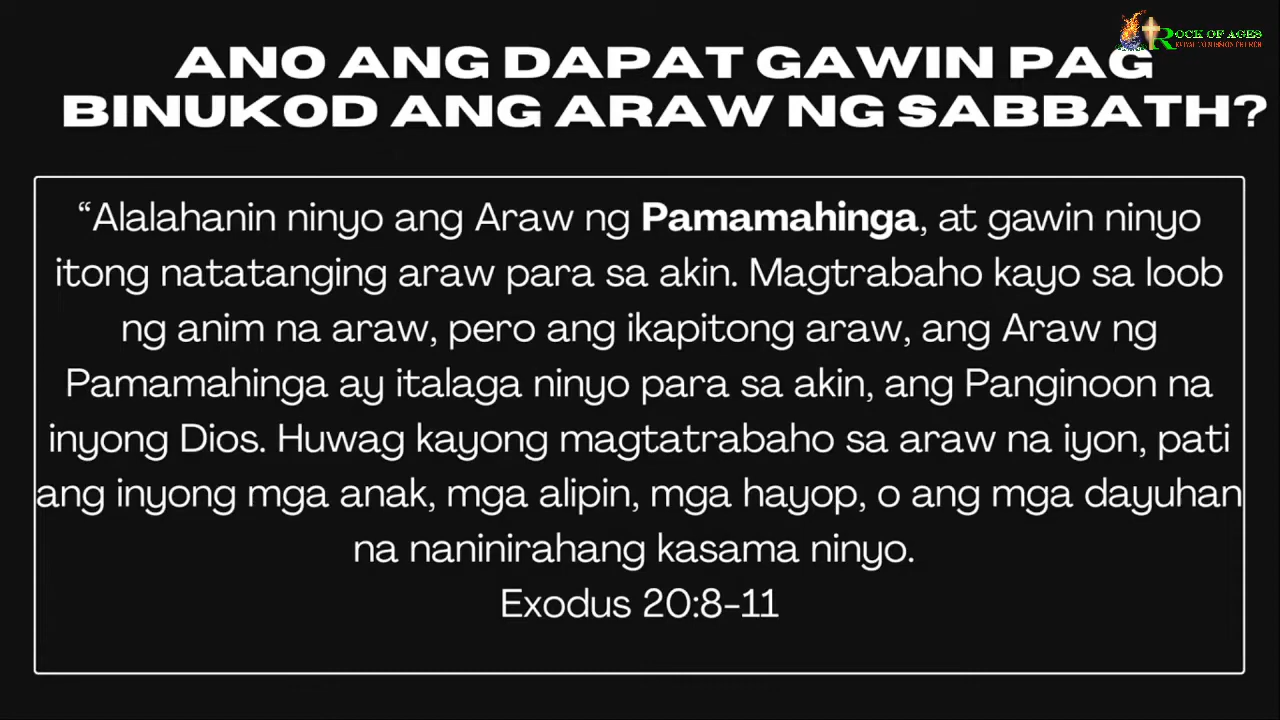 ROCK OF AGES
ANO ANG DAPAT GAWIN PAG
BINUKOD ANG ARAW NG SABBATH?
“Alalahanin ninyo ang Araw ng Pamamahinga, at gawin ninyo
itong natatanging araw para sa akin. Magtrabaho kayo sa loob
ng anim na araw, pero ang ikapitong araw, ang Araw ng
Pamamahinga ay italaga ninyo para sa akin, ang Panginoon na
inyong Dios. Huwag kayong magtatrabaho sa araw na iyon, pati
ang inyong mga anak, mga alipin, mga hayop, o ang mga dayuhan
na naninirahang kasama ninyo.
Exodus 20:8-11